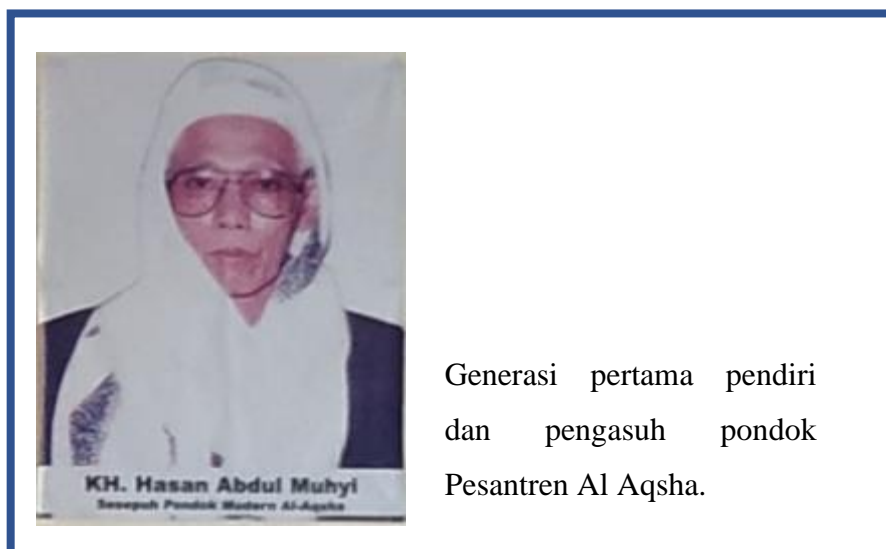 KH. Hasan Abdul Muhyi
Sesepuh Pondok Modern Al-Aqsha
Generasi pertama pendiri
dan pengasuh pondok
Pesantren Al Aqsha.